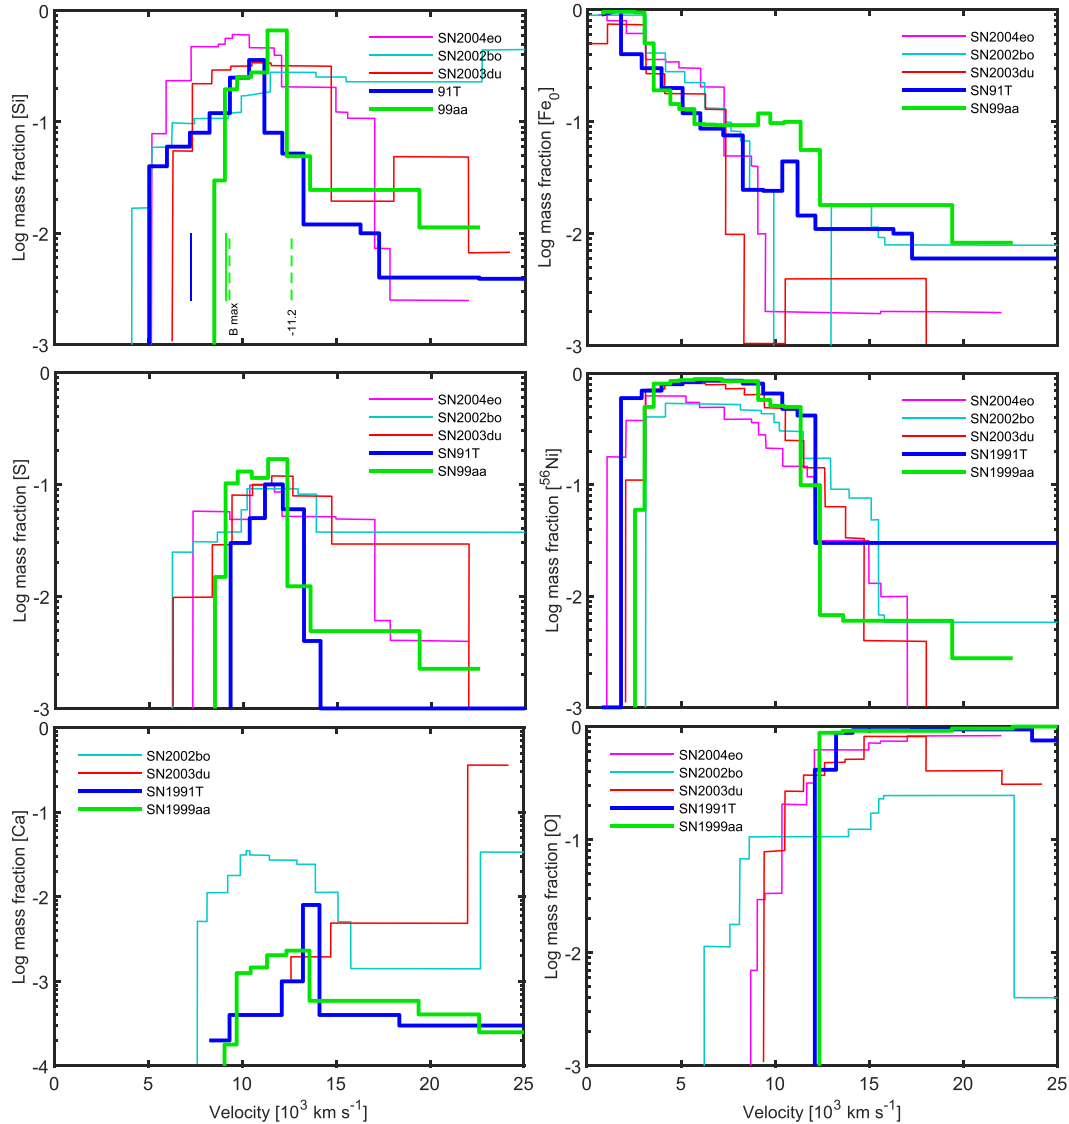 0
-1
-2
-3
Log mass fraction [Si]
SN2004eo
SN2002bo
SN2003du
91T
99aa
B max
-11.2
0 5 10 15 20 25
0
-1
-2
-3
Log mass fraction [Fe0]
SN2004eo
SN2002bo
SN2003du
SN91T
SN99aa
0 5 10 15 20 25
0
-1
-2
-3
Log mass fraction [S]
SN2004eo
SN2002bo
SN2003du
SN91T
SN99aa
0 5 10 15 20 25
0
-1
-2
-3
Log mass fraction [56Ni]
SN2004eo
SN2002bo
SN2003du
SN1991T
SN1999aa
0 5 10 15 20 25
0
-1
-2
-3
-4
Log mass fraction [Ca]
SN2002bo
SN2003du
SN1991T
SN1999aa
0 5 10 15 20 25
Velocity [10³ km s⁻¹]
0
-1
-2
-3
Log mass fraction [O]
SN2004eo
SN2002bo
SN2003du
SN1991T
SN1999aa
0 5 10 15 20 25
Velocity [10³ km s⁻¹]